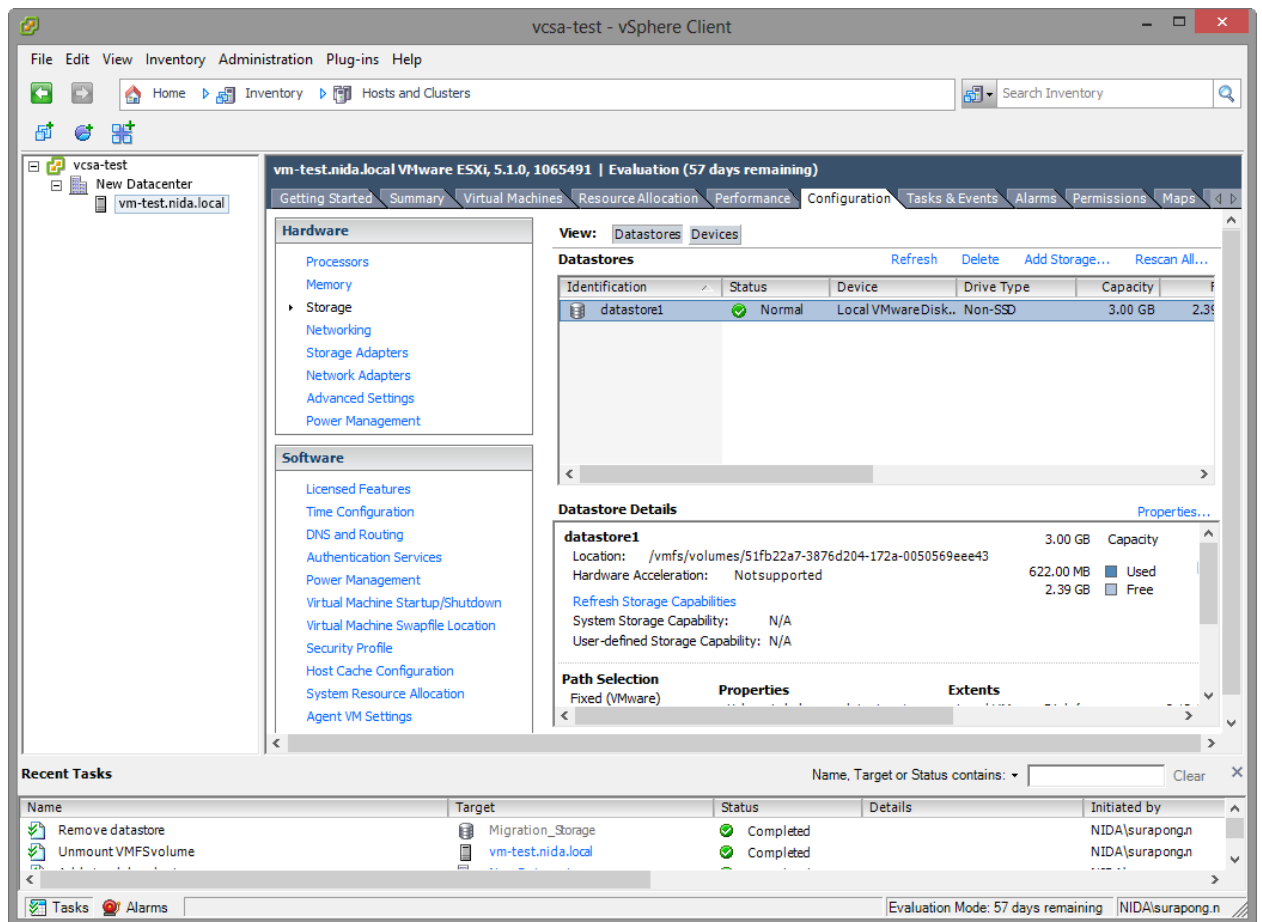 vcsa-test - vSphere Client
File Edit View Inventory Administration Plug-ins Help
Home Inventory Hosts and Clusters
Search Inventory
vcsa-test
New Datacenter
vm-test.nida.local
vm-test.nida.local VMware ESXi, 5.1.0, 1065491 | Evaluation (57 days remaining)
Getting Started Summary Virtual Machines Resource Allocation Performance Configuration Tasks & Events Alarms Permissions Maps
Hardware
Processors
Memory
Storage
Networking
Storage Adapters
Network Adapters
Advanced Settings
Power Management
Software
Licensed Features
Time Configuration
DNS and Routing
Authentication Services
Power Management
Virtual Machine Startup/Shutdown
Virtual Machine Swapfile Location
Security Profile
Host Cache Configuration
System Resource Allocation
Agent VM Settings
View: Datastores Devices
Datastores Refresh Delete Add Storage... Rescan All...
Identification Status Device Drive Type Capacity
datastore1 Normal Local VMware Disk.. Non-SSD 3.00 GB 2.39
Datastore Details Properties...
datastore1 3.00 GB Capacity
Location: /vmfs/volumes/51fb22a7-3876d204-172a-0050569eee43
Hardware Acceleration: Not supported 622.00 MB Used
2.39 GB Free
Refresh Storage Capabilities
System Storage Capability: N/A
User-defined Storage Capability: N/A
Path Selection
Fixed (VMware)
Properties Extents
Recent Tasks Name, Target or Status contains: Clear
Name Target Status Details Initiated by
Remove datastore Migration_Storage Completed NIDA\surapong.n
Unmount VMFS volume vm-test.nida.local Completed NIDA\surapong.n
Tasks Alarms Evaluation Mode: 57 days remaining NIDA\surapong.n